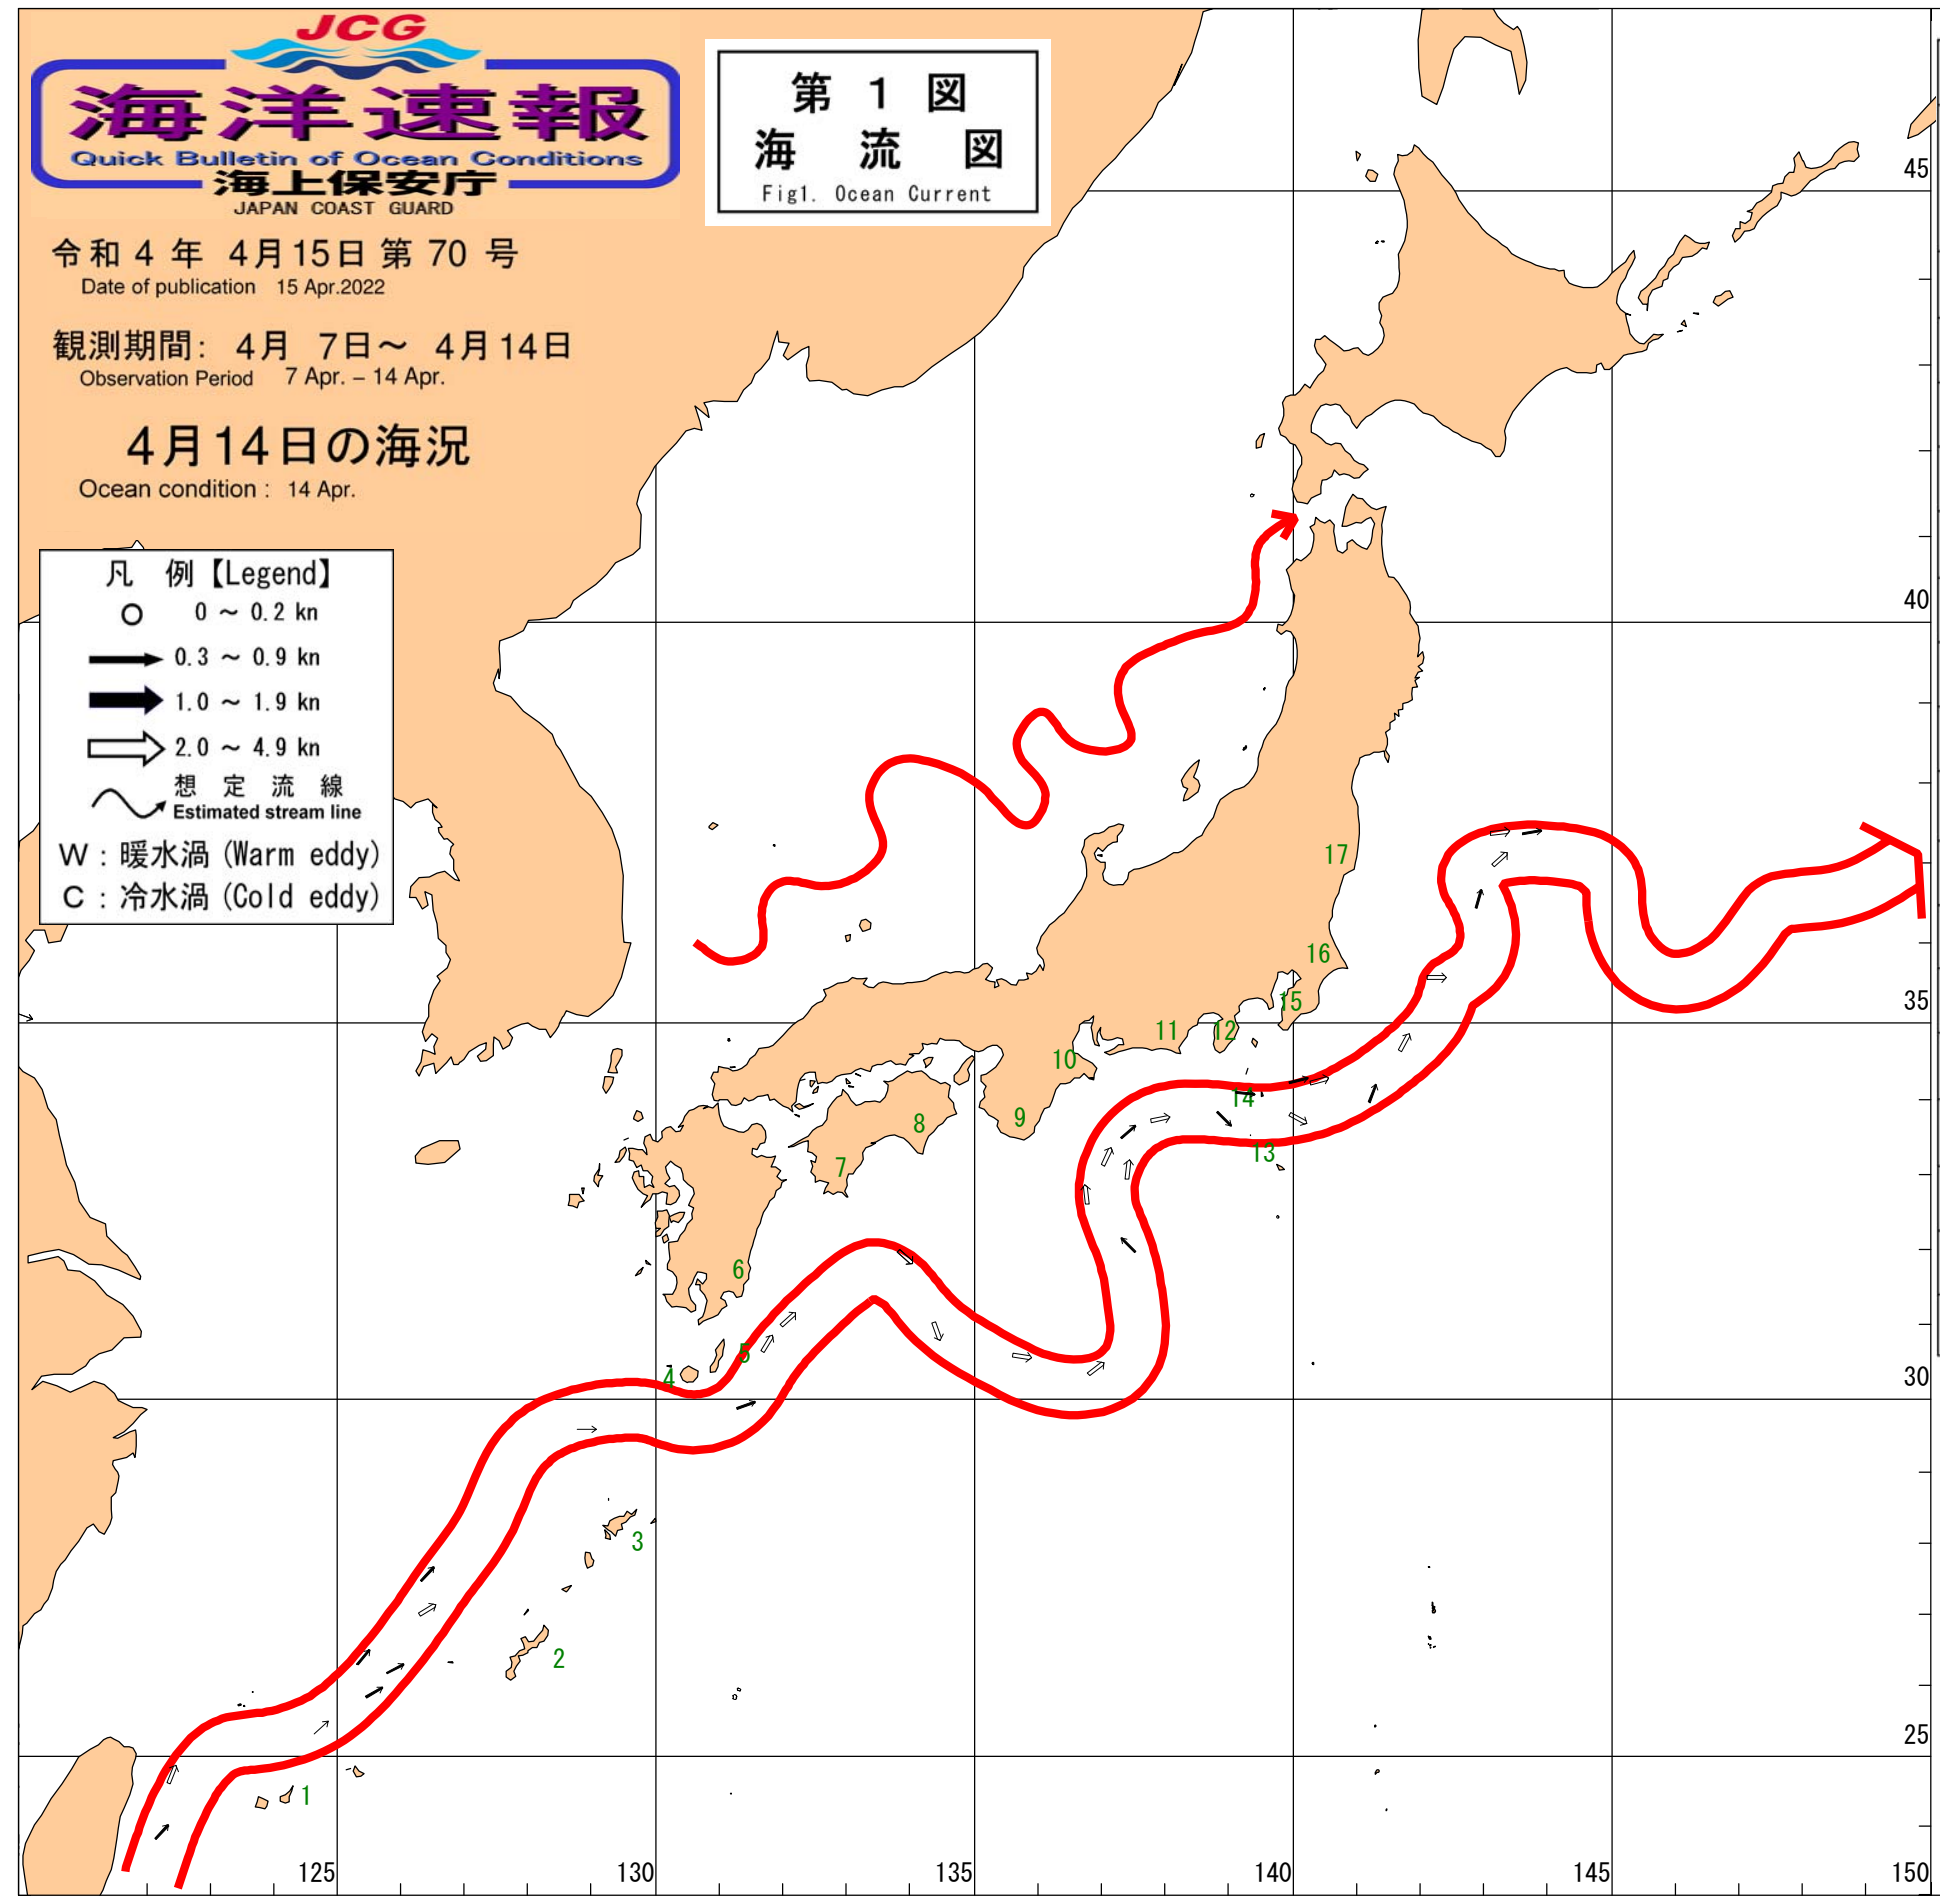 JCG
海洋速報
Quick Bulletin of Ocean Conditions
海上保安庁
JAPAN COAST GUARD
第 1 図
海 流 図
Fig1. Ocean Current
令和 4 年 4月15日 第 70 号
Date of publication 15 Apr.2022
観測期間: 4月 7日～ 4月14日
Observation Period 7 Apr. – 14 Apr.
4月14日の海況
Ocean condition : 14 Apr.
凡 例【Legend】
0 ～ 0.2 kn
0.3 ～ 0.9 kn
1.0 ～ 1.9 kn
2.0 ～ 4.9 kn
想 定 流 線
Estimated stream line
W : 暖水渦 (Warm eddy)
C : 冷水渦 (Cold eddy)
45
40
17
16
35
15
11
12
10
14
9
8
13
7
6
5
4
30
3
2
25
1
125
130
135
140
145
150